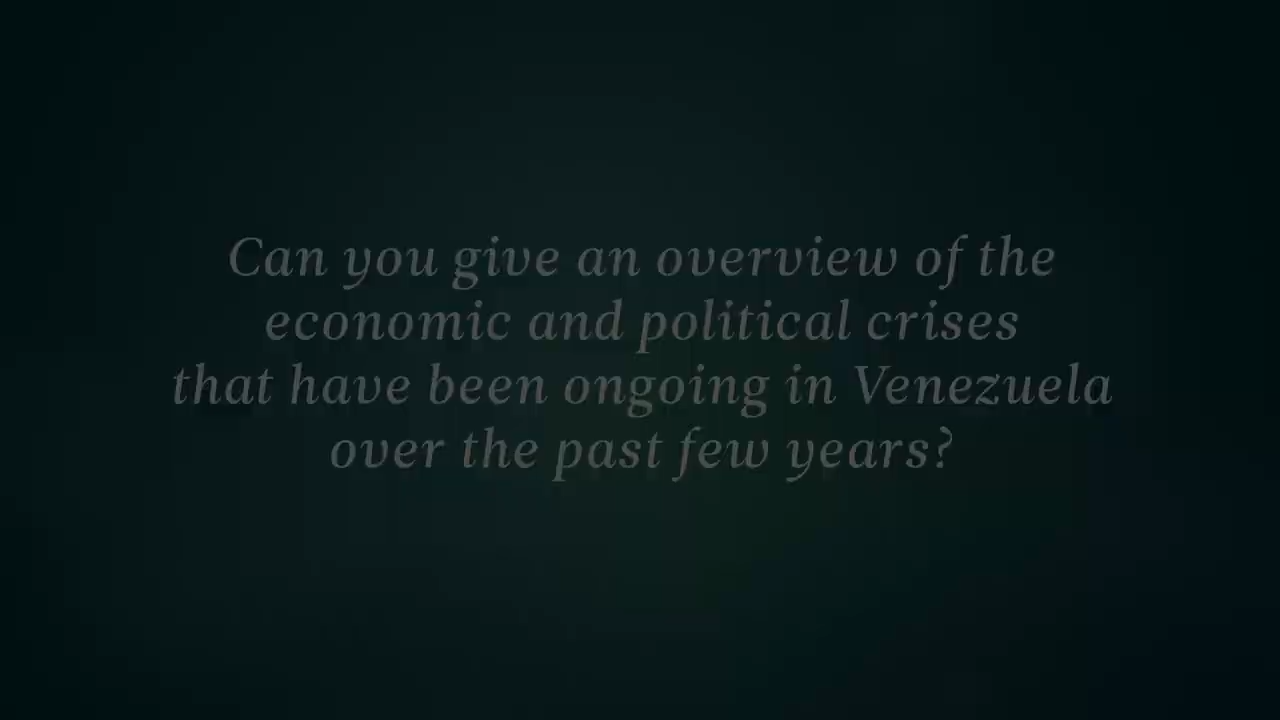 Can you give an overview of the
economic and political crises
that have been ongoing in Venezuela
over the past few years?